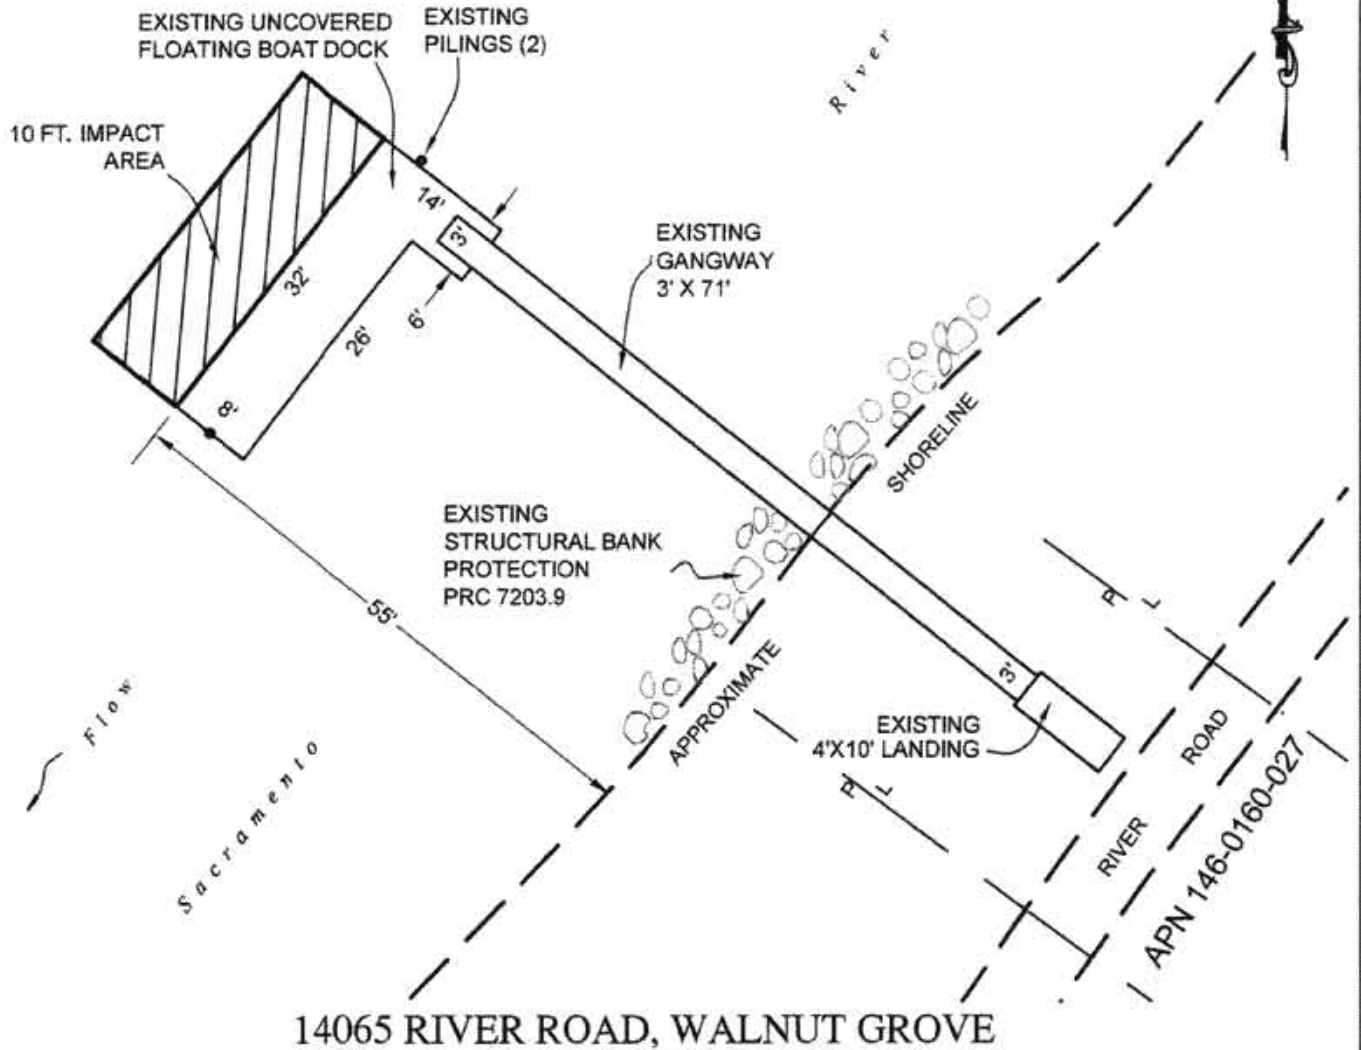 EXISTING UNCOVERED
FLOATING BOAT DOCK
EXISTING
PILINGS (2)
River
10 FT. IMPACT
AREA
14'
3'
EXISTING
GANGWAY
3' X 71'
32'
6'
26'
8'
SHORELINE
EXISTING
STRUCTURAL BANK
PROTECTION
PRC 7203.9
55'
P L
APPROXIMATE
3'
Flow
EXISTING
4'X10' LANDING
ROAD
P L
Sacramento
RIVER
APN 146-0160-027
14065 RIVER ROAD, WALNUT GROVE